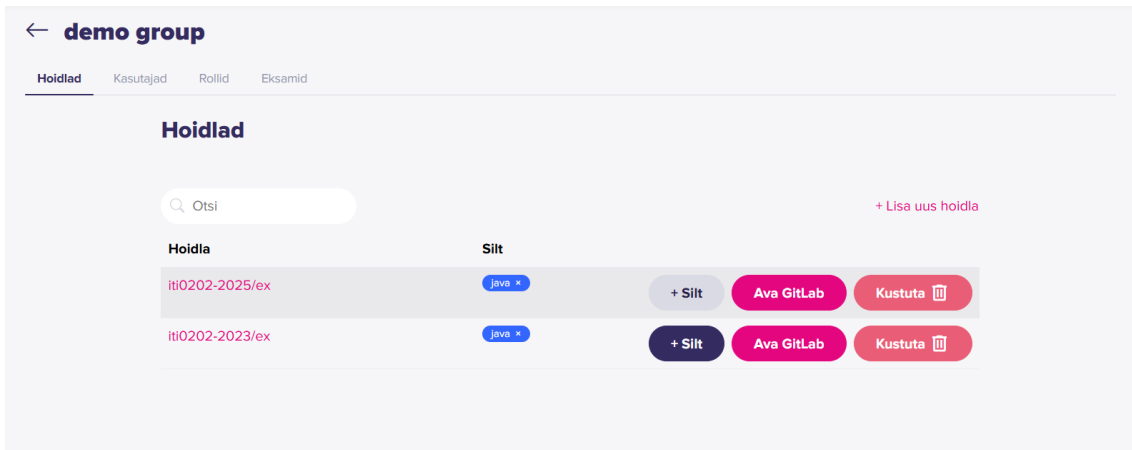 ← demo group
Hoidlad Kasutajad Rollid Eksamid
Hoidlad
Otsi
+ Lisa uus hoidla
Hoidla Silt
iti0202-2025/ex java × + Silt Ava GitLab Kustuta
iti0202-2023/ex java × + Silt Ava GitLab Kustuta